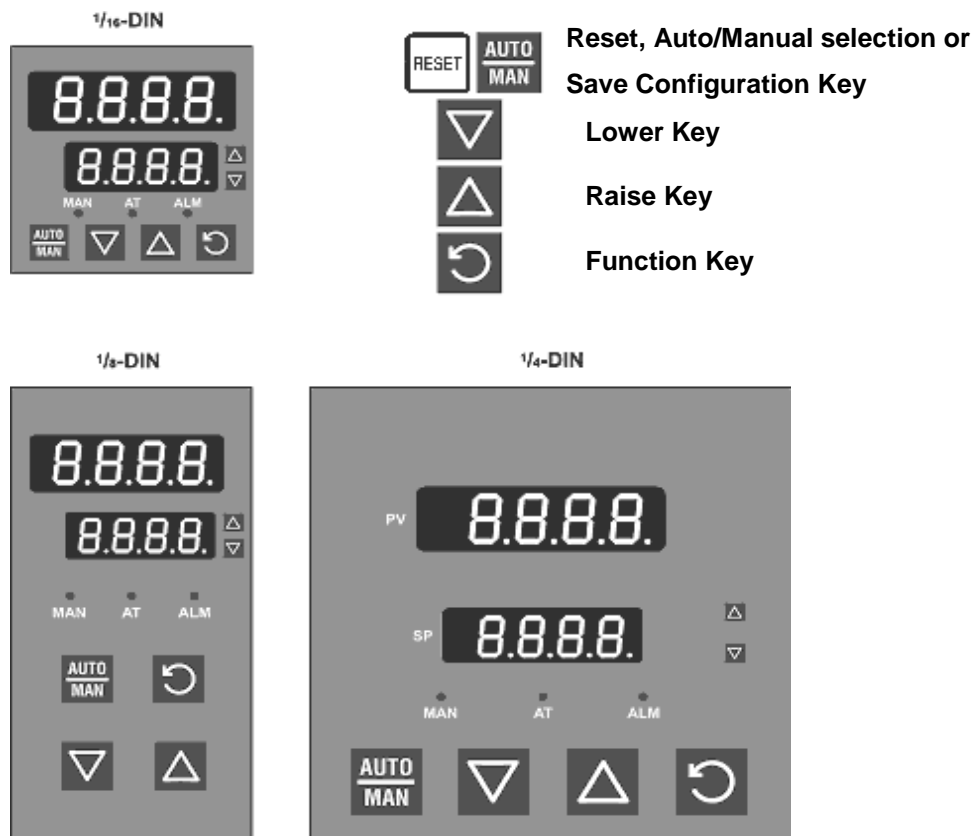 1/16-DIN
8.8.8.8.
8.8.8.8.
MAN AT ALM
AUTO
MAN
RESET
AUTO
MAN
Reset, Auto/Manual selection or
Save Configuration Key
Lower Key
Raise Key
Function Key
1/8-DIN
8.8.8.8.
8.8.8.8.
MAN AT ALM
AUTO
MAN
1/4-DIN
PV 8.8.8.8.
SP 8.8.8.8.
MAN AT ALM
AUTO
MAN